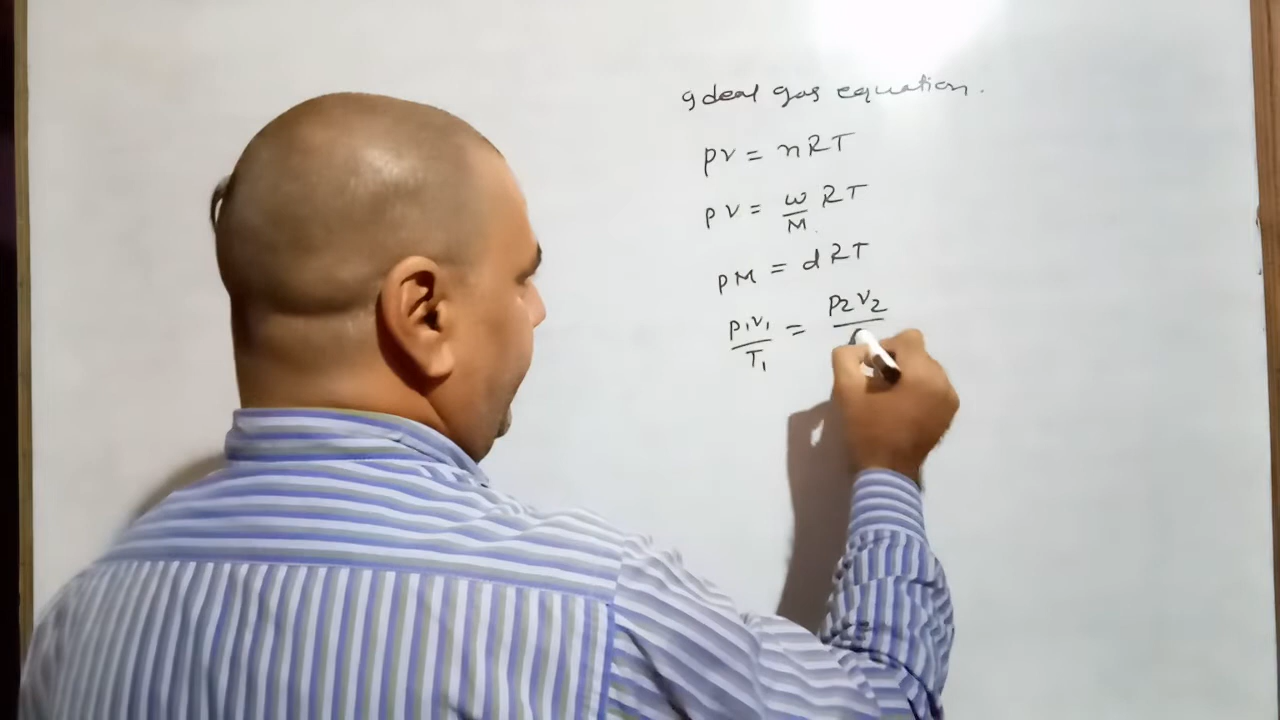 Ideal gas equation.
PV = nRT
PV = w/M RT
PM = dRT
P1V1/T1 = P2V2/